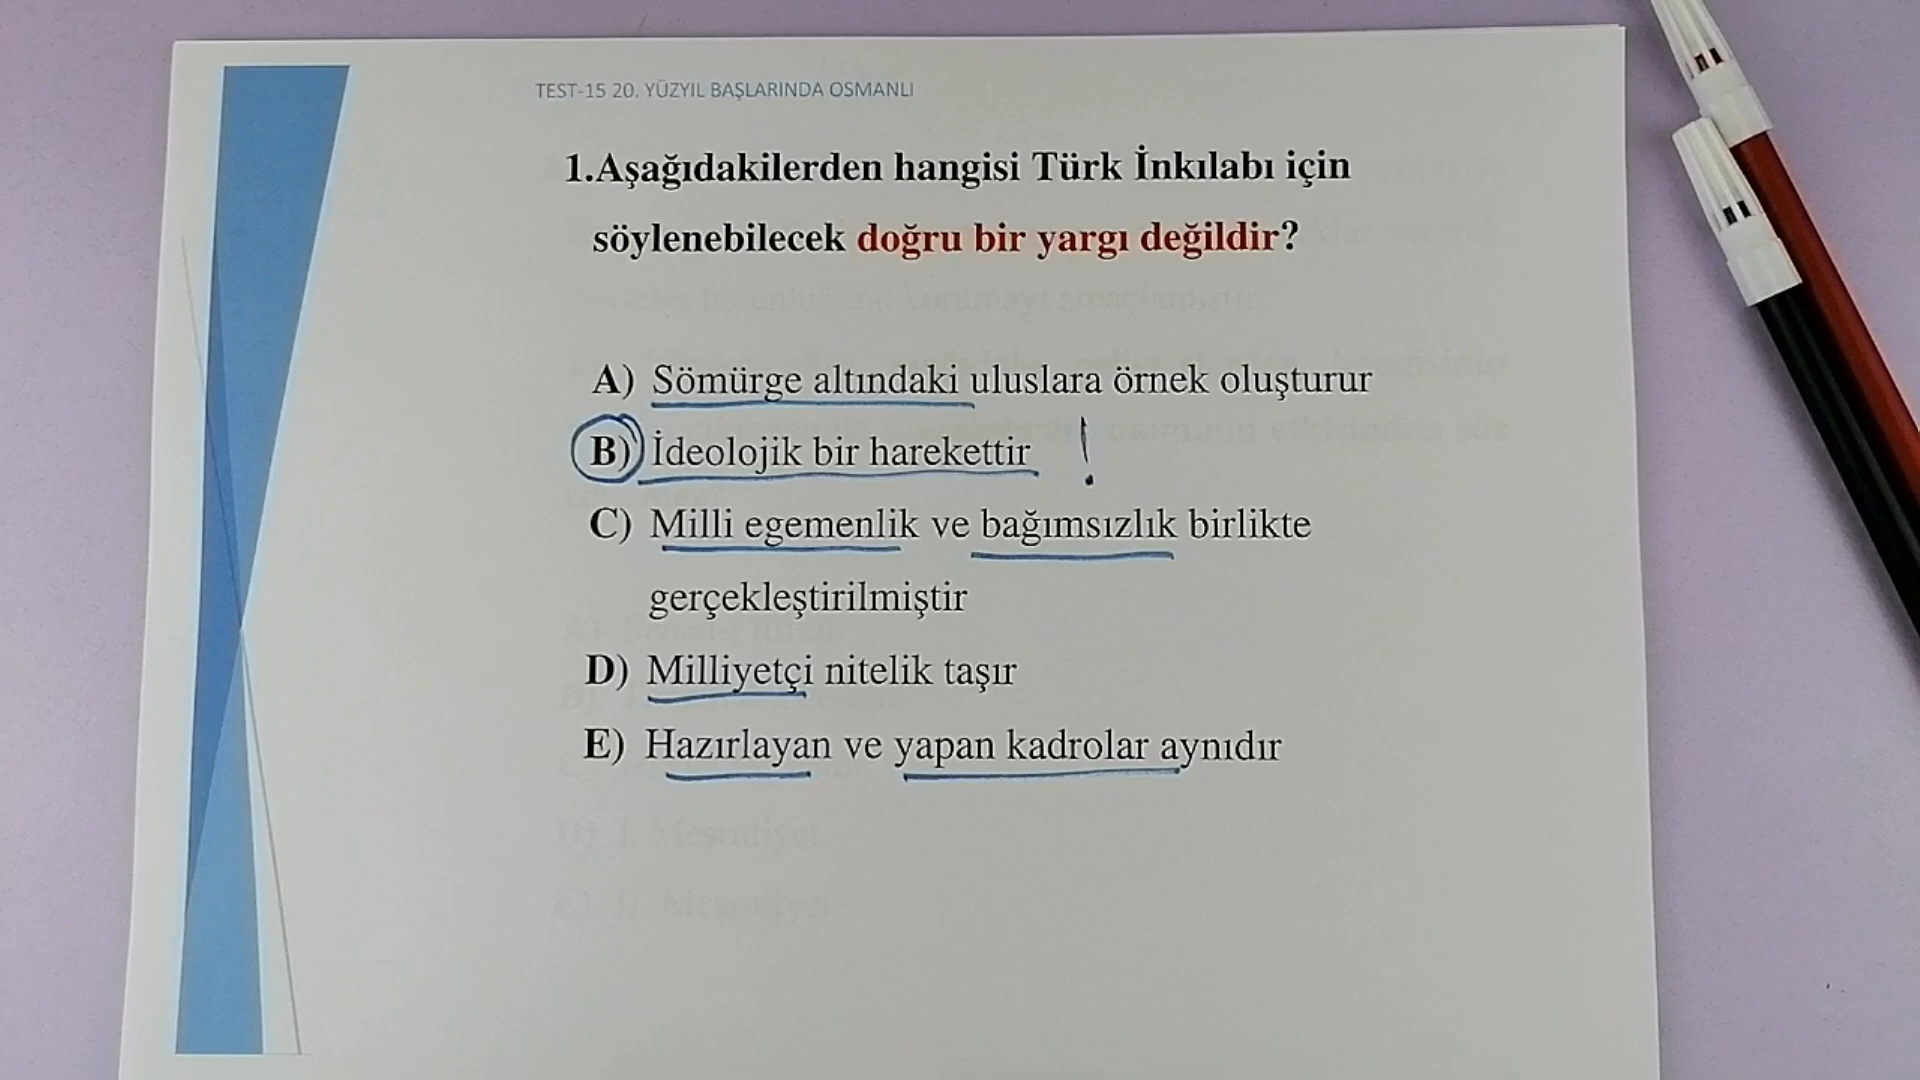 TEST-15 20. YÜZYIL BAŞLARINDA OSMANLI
1.Aşağıdakilerden hangisi Türk İnkılabı için
söylenebilecek doğru bir yargı değildir?
A) Sömürge altındaki uluslara örnek oluşturur
B) İdeolojik bir harekettir !
C) Milli egemenlik ve bağımsızlık birlikte
gerçekleştirilmiştir
D) Milliyetçi nitelik taşır
E) Hazırlayan ve yapan kadrolar aynıdır